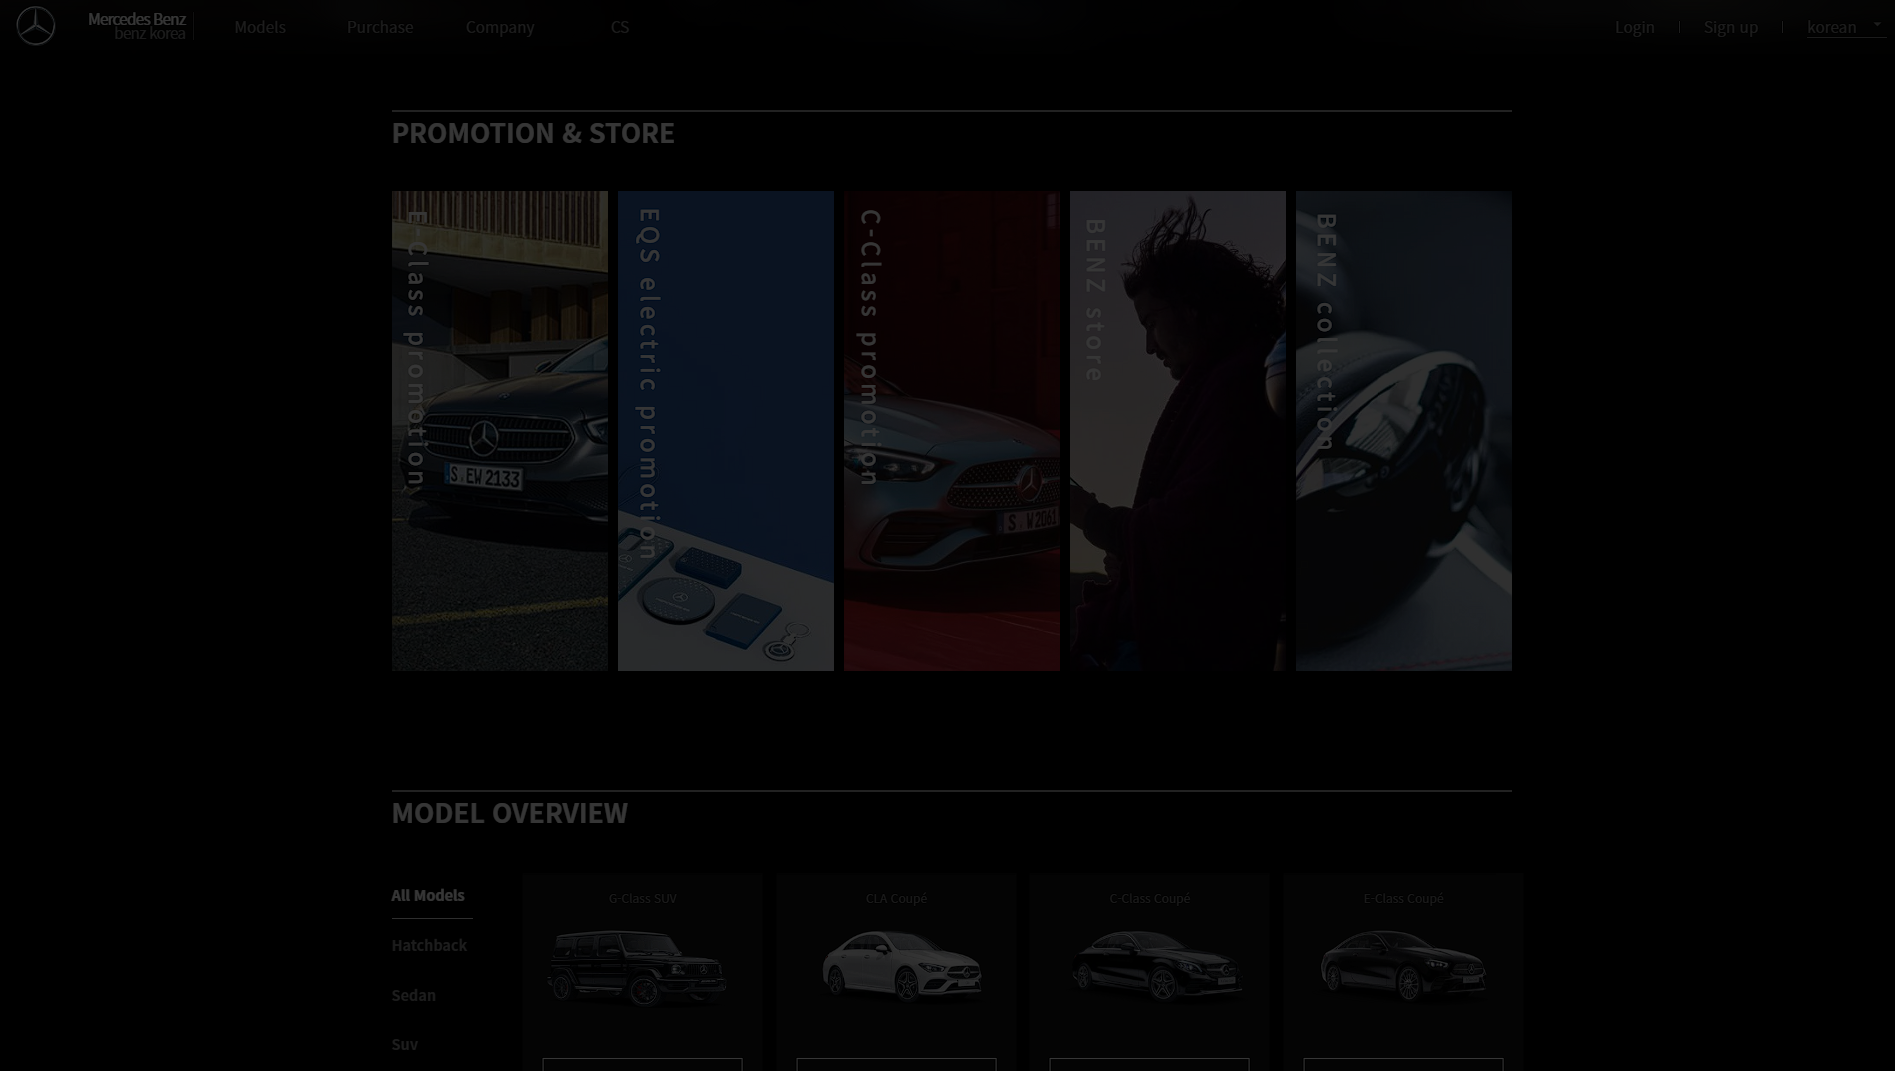 Mercedes Benz
benz korea
Models
Purchase
Company
CS
Login
Sign up
korean
PROMOTION & STORE
E-Class promotion
EQS electric promotion
C-Class promotion
BENZ store
BENZ collection
S EW 2133
S W 2061
MODEL OVERVIEW
All Models
Hatchback
Sedan
Suv
G-Class SUV
CLA Coupé
C-Class Coupé
E-Class Coupé